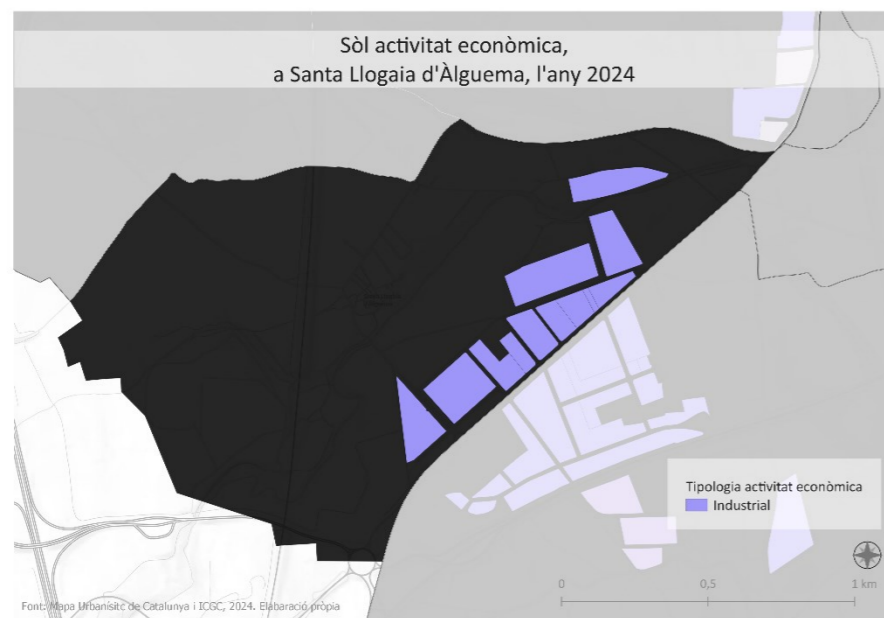 Sòl activitat econòmica,
a Santa Llogaia d'Àlguema, l'any 2024
Tipologia activitat econòmica
Industrial
0 0,5 1 km
Font: Mapa Urbanísitc de Catalunya i ICGC, 2024. Elabaració pròpia